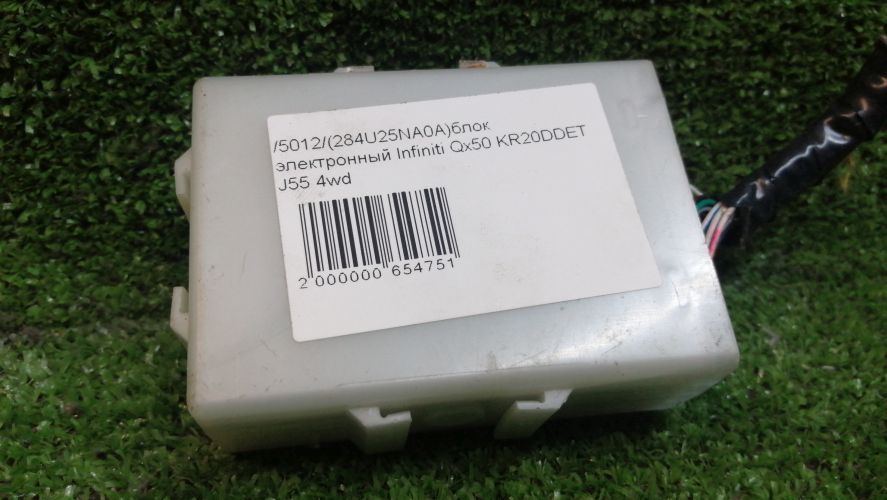 /5012/(284U25NA0A)блок
электронный Infiniti Qx50 KR20DDET
J55 4wd
2 000000 654751